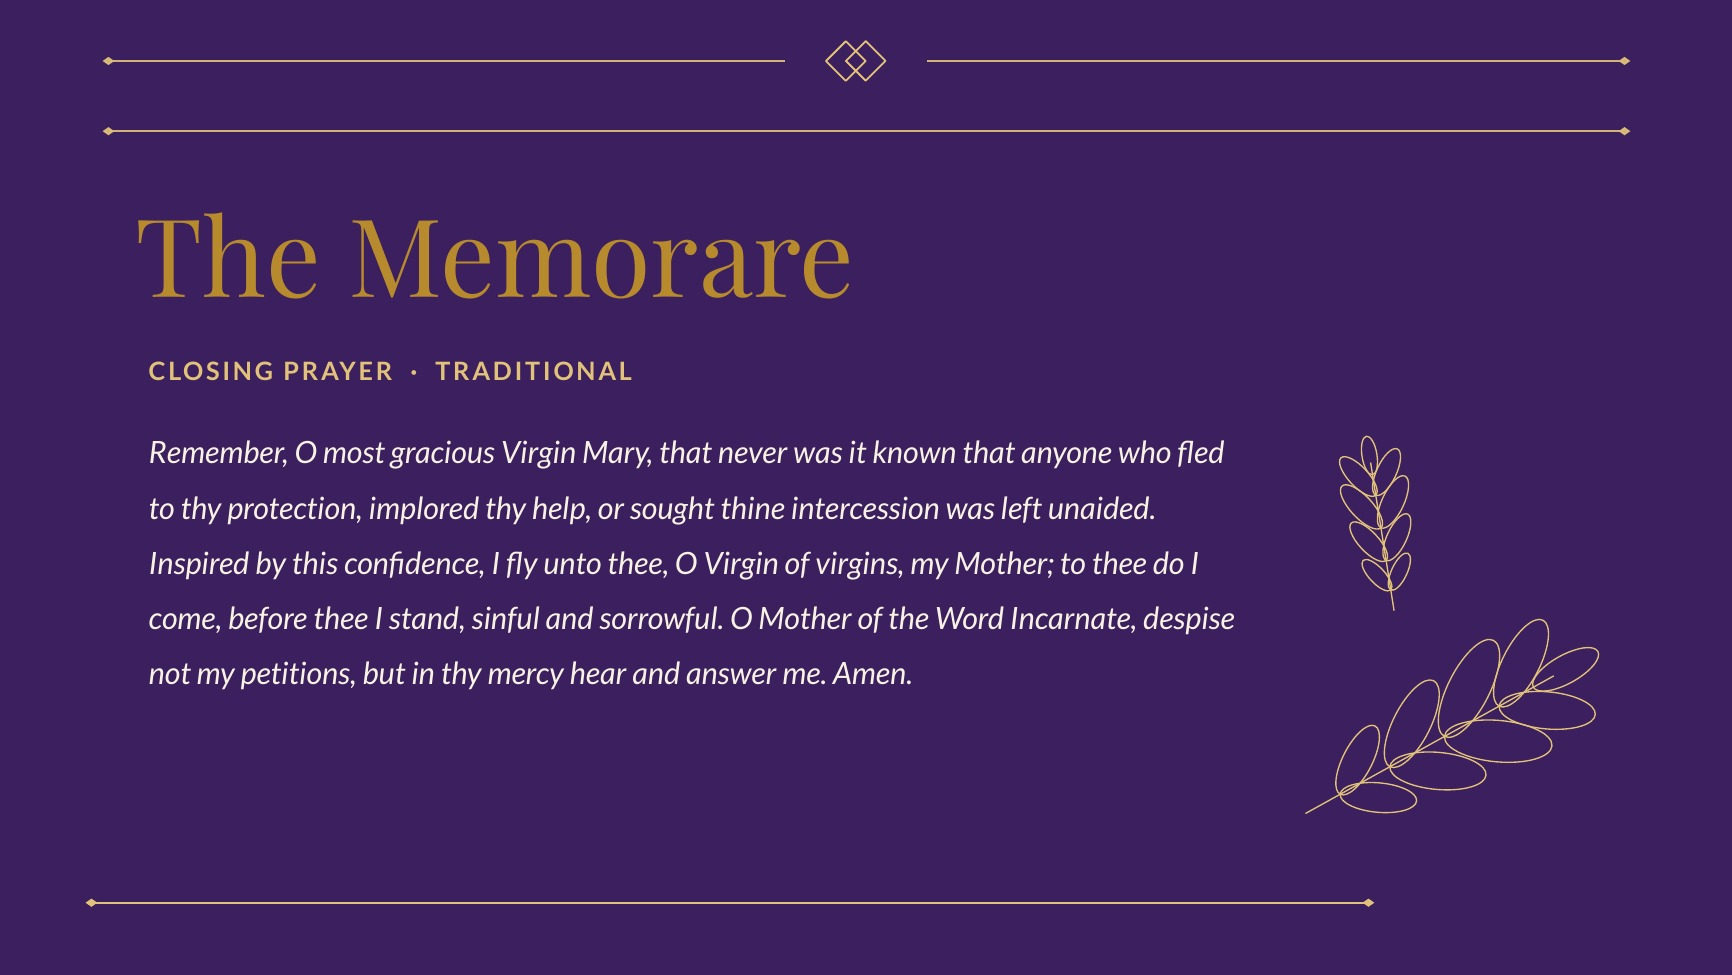 The Memorare
CLOSING PRAYER · TRADITIONAL
Remember, O most gracious Virgin Mary, that never was it known that anyone who fled
to thy protection, implored thy help, or sought thine intercession was left unaided.
Inspired by this confidence, I fly unto thee, O Virgin of virgins, my Mother; to thee do I
come, before thee I stand, sinful and sorrowful. O Mother of the Word Incarnate, despise
not my petitions, but in thy mercy hear and answer me. Amen.